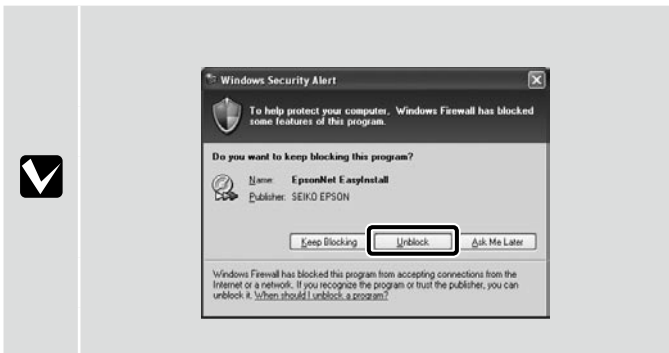 Windows Security Alert
To help protect your computer, Windows Firewall has blocked
some features of this program.
Do you want to keep blocking this program?
Name: EpsonNet EasyInstall
Publisher: SEIKO EPSON
Keep Blocking Unblock Ask Me Later
Windows Firewall has blocked this program from accepting connections from the
Internet or a network. If you recognize the program or trust the publisher, you can
unblock it. When should I unblock a program?